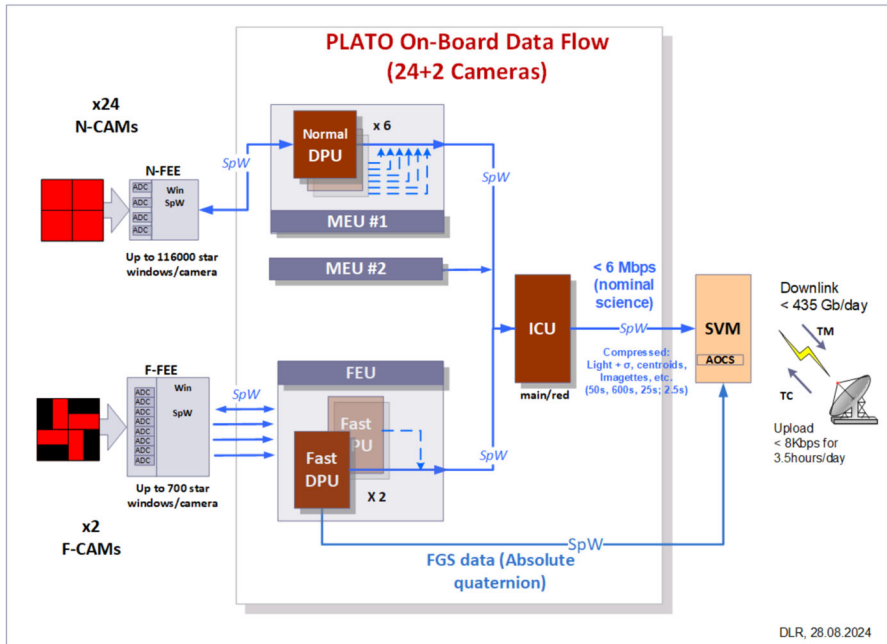 PLATO On-Board Data Flow
(24+2 Cameras)
x24
N-CAMs
N-FEE
ADC
ADC
ADC
ADC
Win
SpW
Up to 116000 star
windows/camera
SpW
Normal
DPU
x 6
MEU #1
MEU #2
SpW
ICU
main/red
< 6 Mbps
(nominal
science)
SpW
Compressed:
Light + σ, centroids,
Imagettes, etc.
(50s, 600s, 25s; 2.5s)
SVM
AOCS
Downlink
< 435 Gb/day
TM
TC
Upload
< 8Kbps for
3.5hours/day
F-FEE
ADC
ADC
ADC
ADC
ADC
ADC
ADC
ADC
Win
SpW
Up to 700 star
windows/camera
x2
F-CAMs
SpW
FEU
Fast
Fast
DPU
X 2
SpW
SpW
FGS data (Absolute
quaternion)
DLR, 28.08.2024